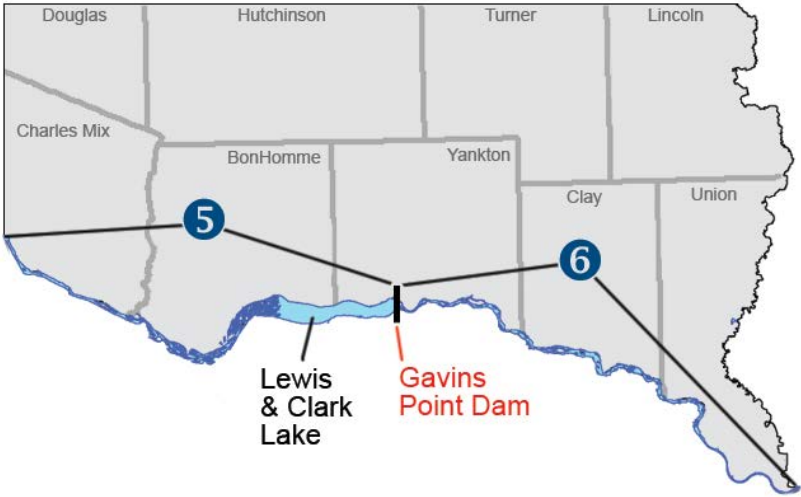 Douglas
Hutchinson
Turner
Lincoln
Charles Mix
BonHomme
Yankton
Clay
Union
5
6
Lewis
& Clark
Lake
Gavins
Point Dam